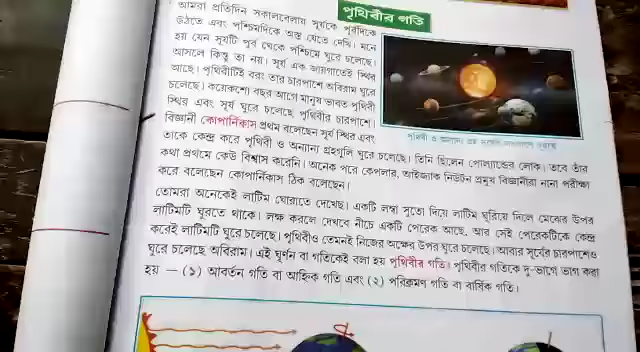 পৃথিবীর গতি
আমরা প্রতিদিন সকালবেলায় সূর্যকে পূর্বদিকে
উঠতে এবং পশ্চিমদিকে অস্ত যেতে দেখি। মনে
হয় যেন সূর্যটি পুব থেকে পশ্চিমে ঘুরে চলেছে।
আসলে কিন্তু তা নয়। সূর্য এক জায়গাতেই স্থির
আছে। পৃথিবীটিই বরং তার চারপাশে অবিরাম ঘুরে
চলেছে। কয়েকশো বছর আগে মানুষ ভাবত পৃথিবী
স্থির এবং সূর্য ঘুরে চলেছে পৃথিবীর চারপাশে।
বিজ্ঞানী কোপার্নিকাস প্রথম বলেছেন সূর্য স্থির এবং
তাকে কেন্দ্র করে পৃথিবী ও অন্যান্য গ্রহগুলি ঘুরে চলেছে। তিনি ছিলেন পোল্যান্ডের লোক। তবে তাঁর
কথা প্রথমে কেউ বিশ্বাস করেনি। অনেক পরে কেপলার, আইজ্যাক নিউটন প্রমুখ বিজ্ঞানীরা নানা পরীক্ষা
করে বলেছেন কোপার্নিকাস ঠিক বলেছেন।
তোমরা অনেকেই লাটিম ঘোরাতে দেখেছ। একটি লম্বা সুতো দিয়ে লাটিম ঘুরিয়ে দিলে মেঝের উপর
লাটিমটি ঘুরতে থাকে। লক্ষ করলে দেখবে নীচে একটি পেরেক আছে, আর সেই পেরেকটিকে কেন্দ্র
করেই লাটিমটি ঘুরে চলেছে। পৃথিবীও তেমনই নিজের অক্ষের উপর ঘুরে চলেছে। আবার সূর্যের চারপাশেও
ঘুরে চলেছে অবিরাম। এই ঘূর্ণন বা গতিকেই বলা হয় পৃথিবীর গতি। পৃথিবীর গতিকে দু-ভাগে ভাগ করা
হয় — (১) আবর্তন গতি বা আহ্নিক গতি এবং (২) পরিক্রমণ গতি বা বার্ষিক গতি।